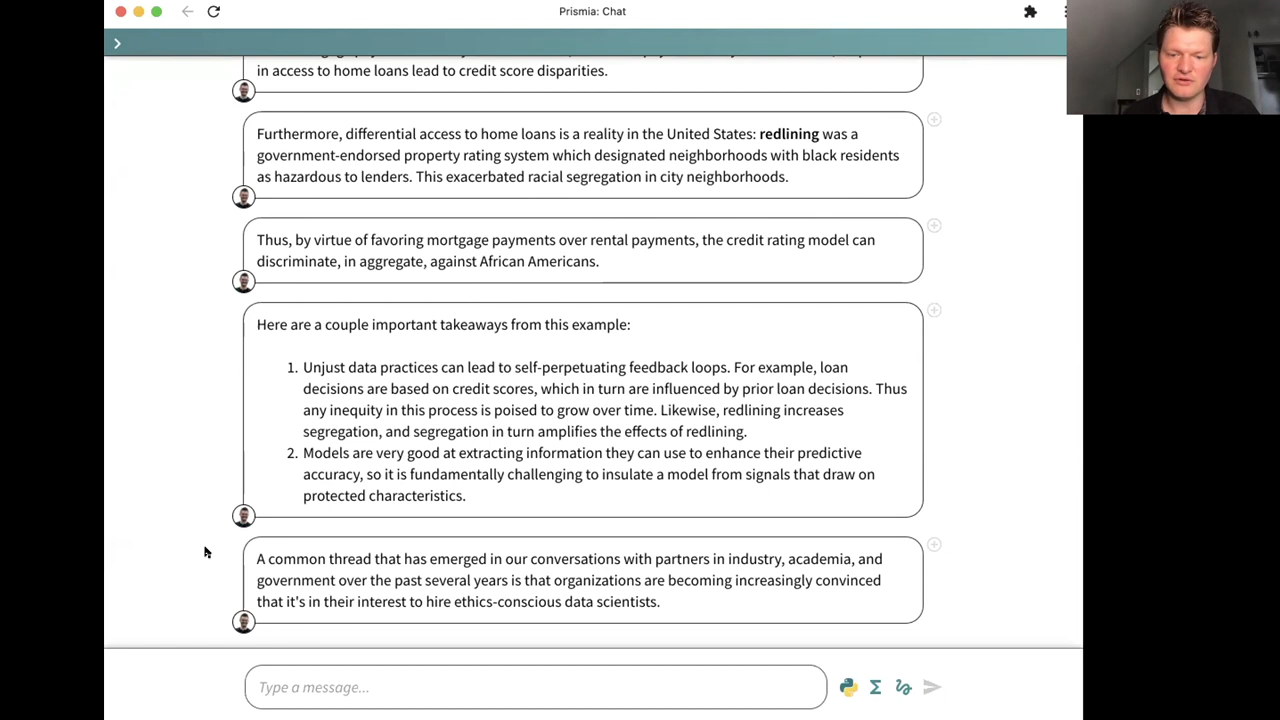 Prismia: Chat
in access to home loans lead to credit score disparities.
Furthermore, differential access to home loans is a reality in the United States: redlining was a
government-endorsed property rating system which designated neighborhoods with black residents
as hazardous to lenders. This exacerbated racial segregation in city neighborhoods.
Thus, by virtue of favoring mortgage payments over rental payments, the credit rating model can
discriminate, in aggregate, against African Americans.
Here are a couple important takeaways from this example:
1. Unjust data practices can lead to self-perpetuating feedback loops. For example, loan
decisions are based on credit scores, which in turn are influenced by prior loan decisions. Thus
any inequity in this process is poised to grow over time. Likewise, redlining increases
segregation, and segregation in turn amplifies the effects of redlining.
2. Models are very good at extracting information they can use to enhance their predictive
accuracy, so it is fundamentally challenging to insulate a model from signals that draw on
protected characteristics.
A common thread that has emerged in our conversations with partners in industry, academia, and
government over the past several years is that organizations are becoming increasingly convinced
that it's in their interest to hire ethics-conscious data scientists.
Type a message...